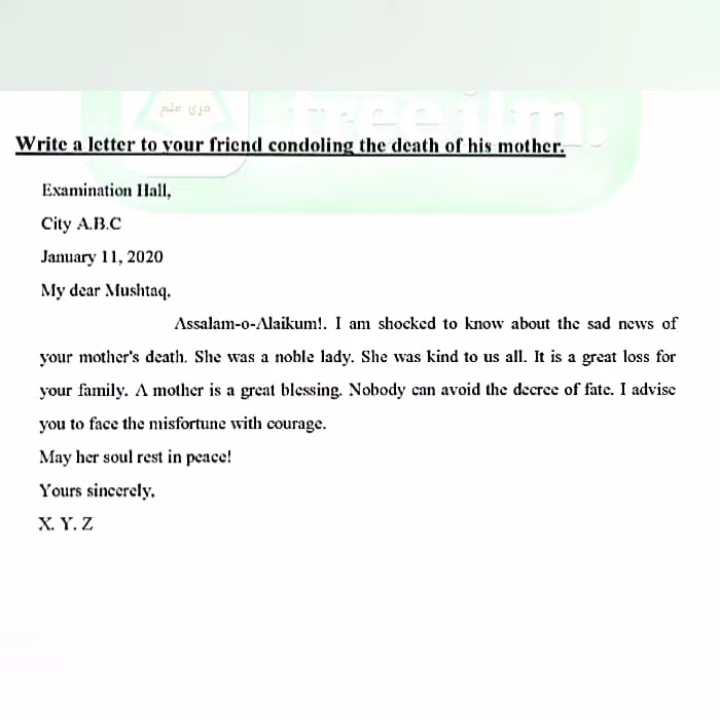 مری علم
free ilm.
Write a letter to your friend condoling the death of his mother.
Examination Hall,
City A.B.C
January 11, 2020
My dear Mushtaq,
Assalam-o-Alaikum!. I am shocked to know about the sad news of
your mother's death. She was a noble lady. She was kind to us all. It is a great loss for
your family. A mother is a great blessing. Nobody can avoid the decree of fate. I advise
you to face the misfortune with courage.
May her soul rest in peace!
Yours sincerely,
X. Y. Z